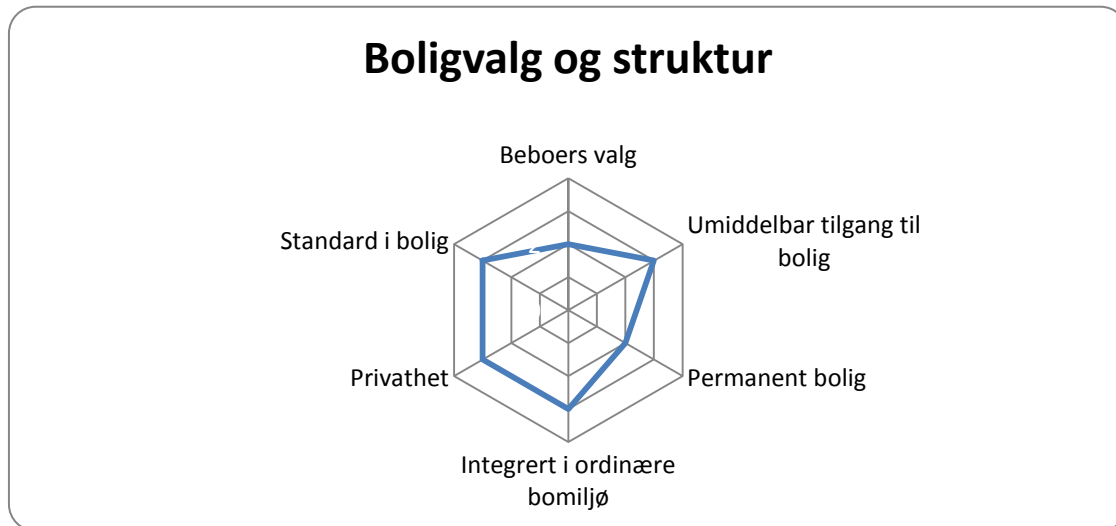 Boligvalg og struktur
Beboers valg
Umiddelbar tilgang til
bolig
Permanent bolig
Integrert i ordinære
bomiljø
Privathet
Standard i bolig